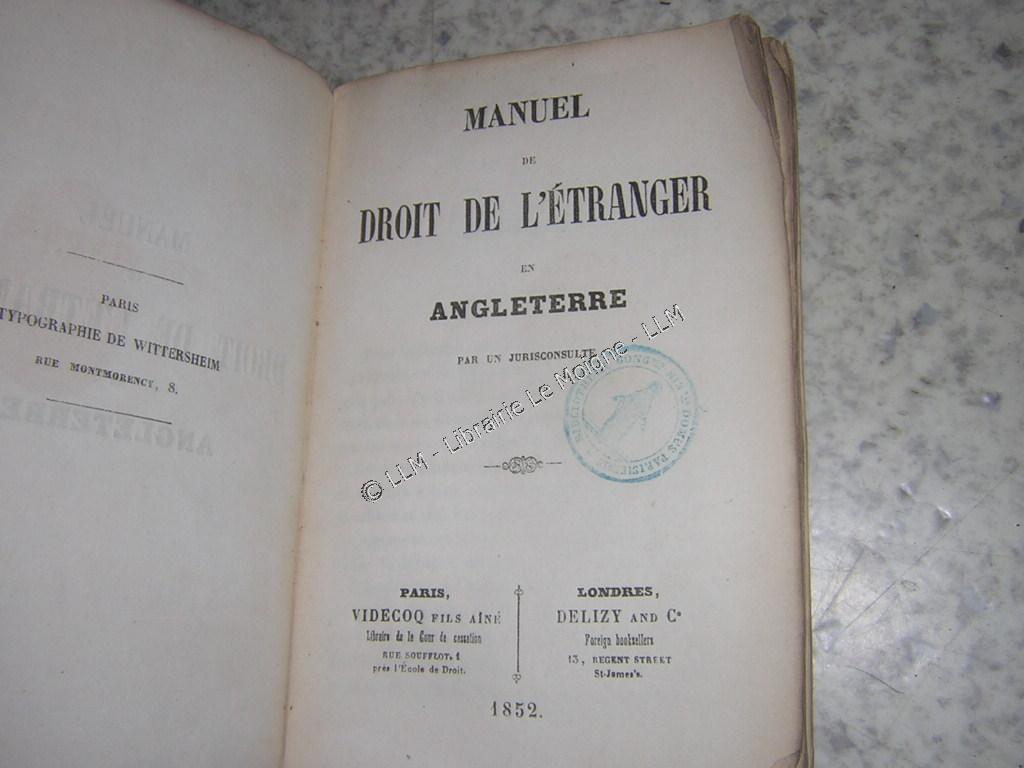 PARIS
TYPOGRAPHIE DE WITTERSHEIM
RUE MONTMORENCY, 8.
MANUEL
DE
DROIT DE L'ÉTRANGER
EN
ANGLETERRE
PAR UN JURISCONSULTE
© LLM - Librairie Le Moigne - LLM
PARIS,
VIDECOQ FILS AÎNÉ
Libraire de la Cour de cassation
RUE SOUFFLOT, 1
près l'École de Droit.
LONDRES,
DELIZY AND Cº
Foreign booksellers
13, REGENT STREET
St-James's.
1852.